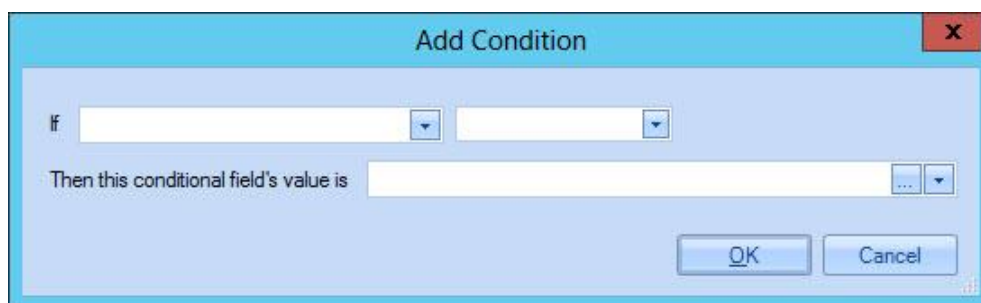 Add Condition
x
If
Then this conditional field's value is
...
OK
Cancel